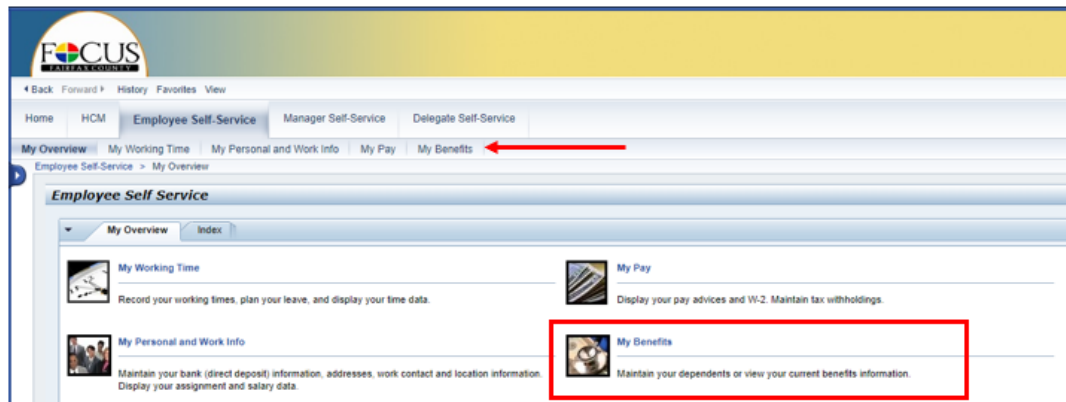 FOCUS
FAIRFAX COUNTY
Back Forward History Favorites View
Home HCM Employee Self-Service Manager Self-Service Delegate Self-Service
My Overview My Working Time My Personal and Work Info My Pay My Benefits
Employee Self-Service > My Overview
Employee Self Service
My Overview Index
My Working Time
Record your working times, plan your leave, and display your time data.
My Pay
Display your pay advices and W-2. Maintain tax withholdings.
My Personal and Work Info
Maintain your bank (direct deposit) information, addresses, work contact and location information.
Display your assignment and salary data.
My Benefits
Maintain your dependents or view your current benefits information.